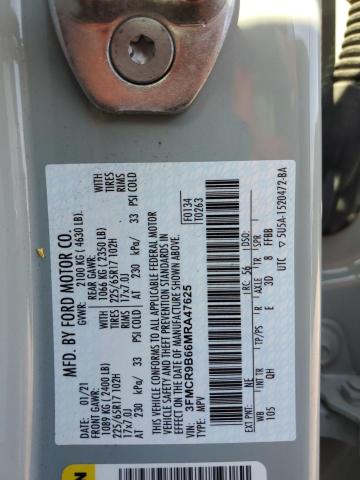 MFD. BY FORD MOTOR CO.
01/21
GVWR: 2100 KG ( 4630 LB)
FRONT GAWR:
REAR GAWR:
1089 KG ( 2400 LB)
1066 KG ( 2350 LB)
WITH
WITH
225/65R17 102H
TIRES
225/65R17 102H
TIRES
17x7.0J
RIMS
17x7.0J
RIMS
AT 230 kPa/ 33 PSI COLD
AT 230 kPa/ 33 PSI COLD
THIS VEHICLE CONFORMS TO ALL APPLICABLE FEDERAL MOTOR
VEHICLE SAFETY AND THEFT PREVENTION STANDARDS IN EFFECT
ON THE DATE OF MANUFACTURE SHOWN ABOVE.
VIN: 3FMCR9B66MRA47625
TYPE: MPV
F0134
T0263
EXT PNT: NE
RC: 56
DSO:
WB
BRK
INT TR
TP/PS
R
AXLE
TR
SPR
105
QH
E
3D
8
FFBB
UTC
5U5A-1520472-BA
N